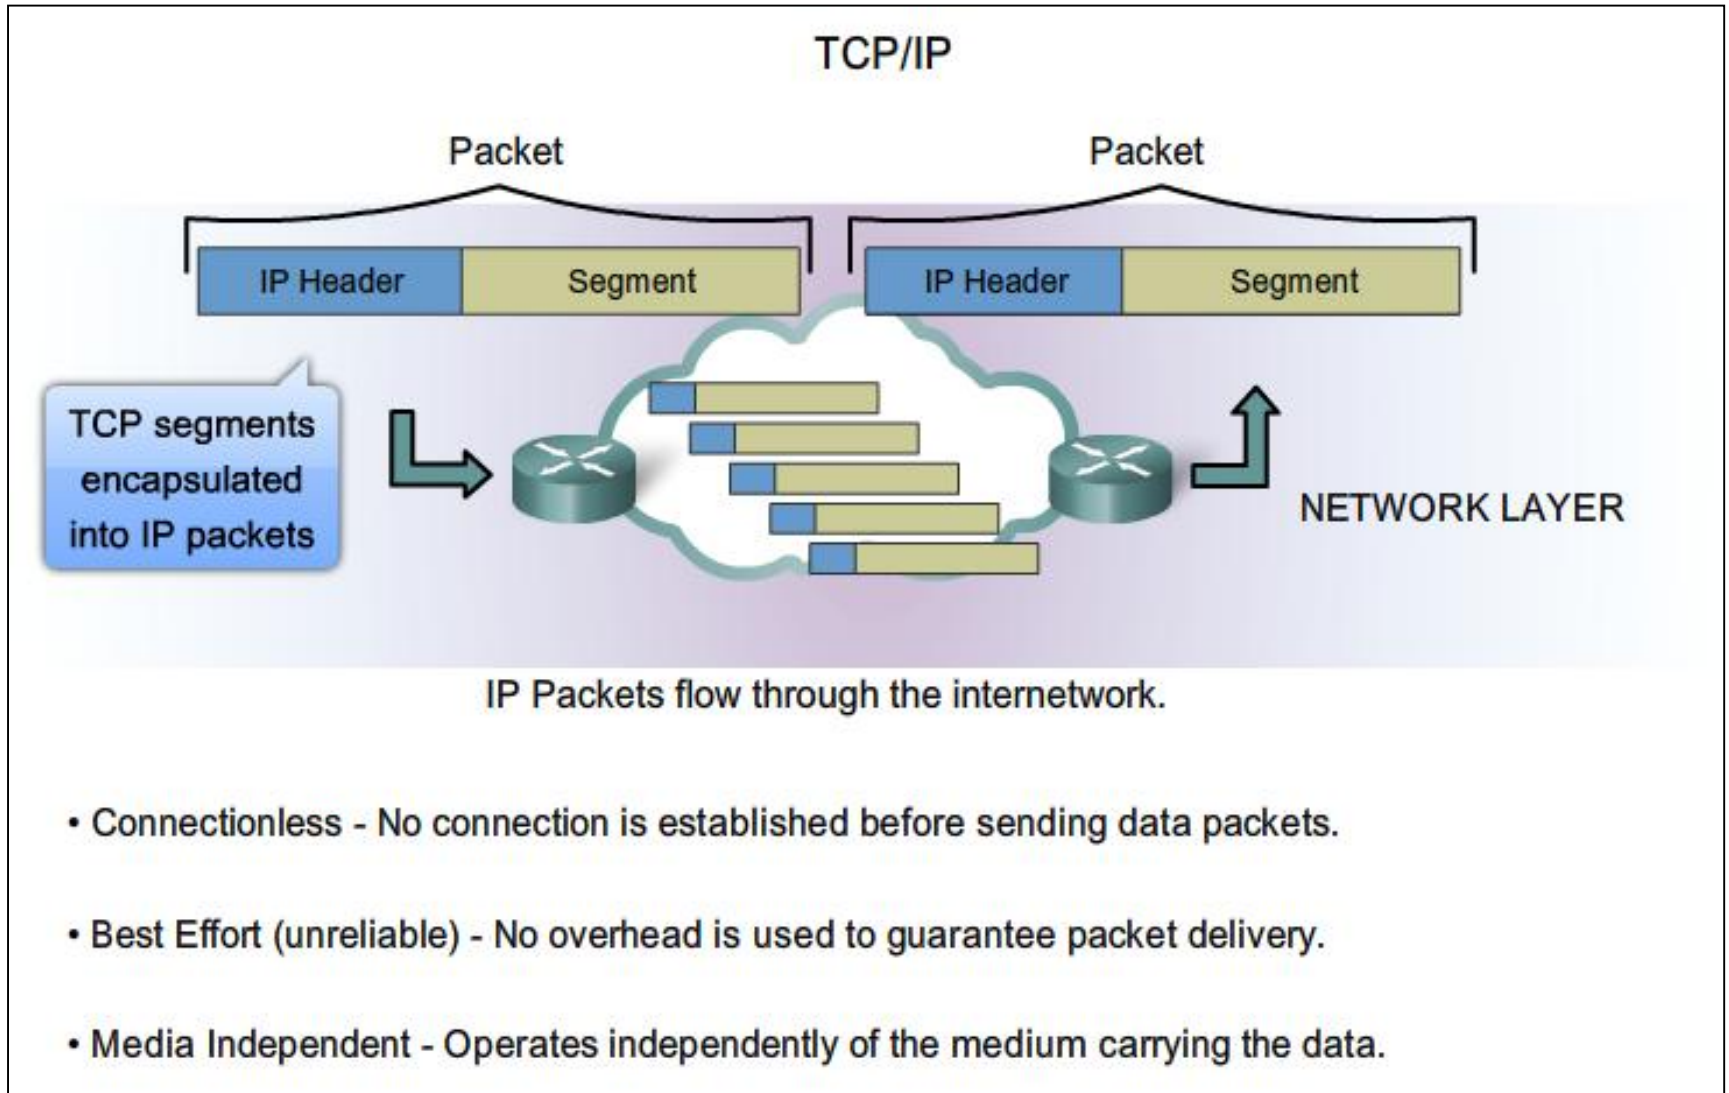 TCP/IP
Packet
Packet
IP Header
Segment
IP Header
Segment
TCP segments
encapsulated
into IP packets
NETWORK LAYER
IP Packets flow through the internetwork.
• Connectionless - No connection is established before sending data packets.
• Best Effort (unreliable) - No overhead is used to guarantee packet delivery.
• Media Independent - Operates independently of the medium carrying the data.